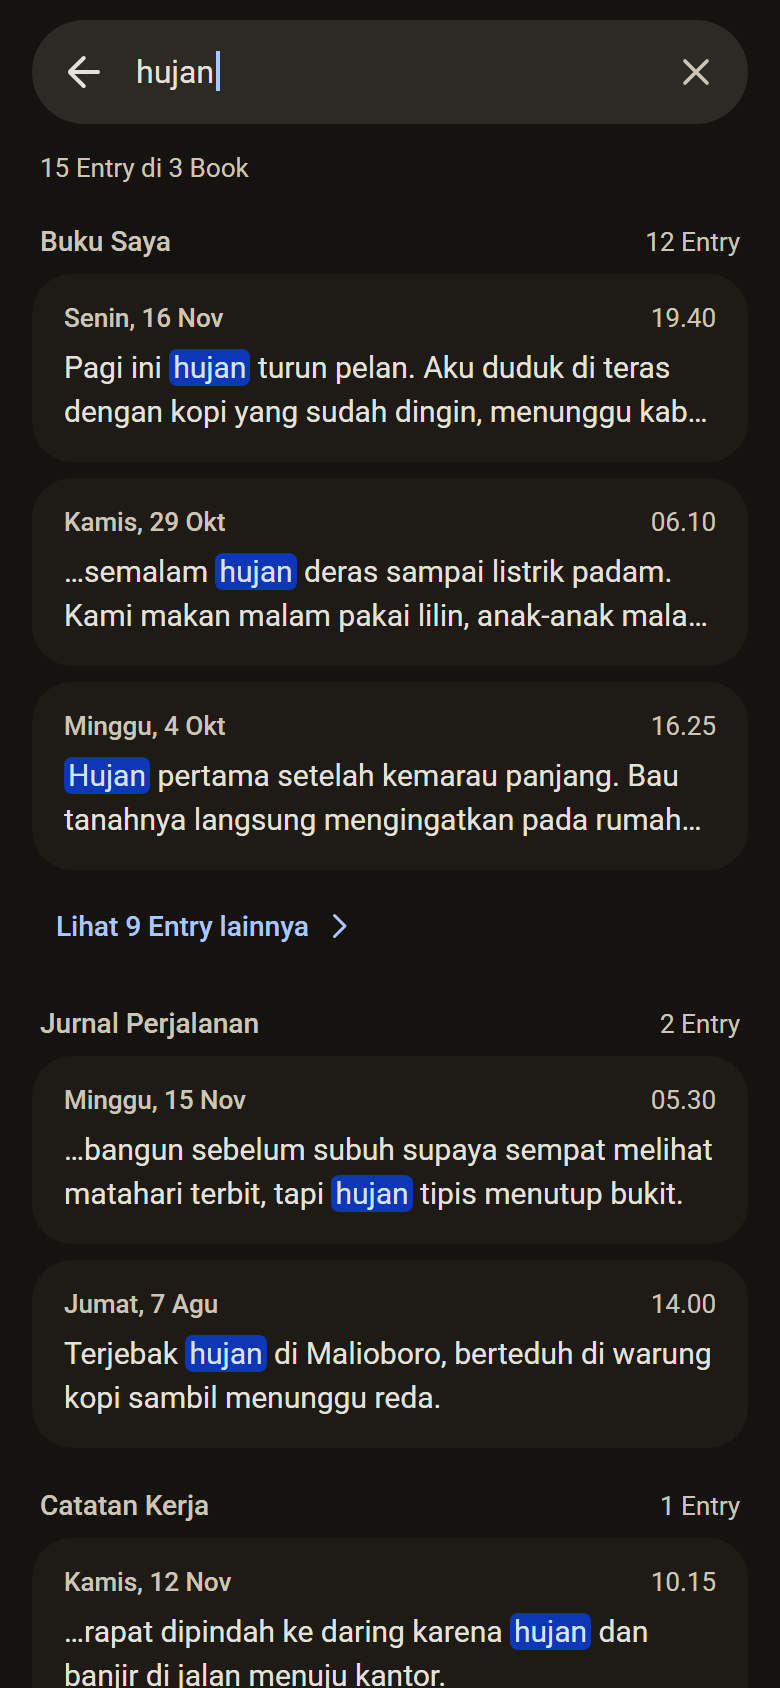 hujan
15 Entry di 3 Book
Buku Saya
12 Entry
Senin, 16 Nov
19.40
Pagi ini hujan turun pelan. Aku duduk di teras
dengan kopi yang sudah dingin, menunggu kab...
Kamis, 29 Okt
06.10
...semalam hujan deras sampai listrik padam.
Kami makan malam pakai lilin, anak-anak mala...
Minggu, 4 Okt
16.25
Hujan pertama setelah kemarau panjang. Bau
tanahnya langsung mengingatkan pada rumah...
Lihat 9 Entry lainnya
Jurnal Perjalanan
2 Entry
Minggu, 15 Nov
05.30
...bangun sebelum subuh supaya sempat melihat
matahari terbit, tapi hujan tipis menutup bukit.
Jumat, 7 Agu
14.00
Terjebak hujan di Malioboro, berteduh di warung
kopi sambil menunggu reda.
Catatan Kerja
1 Entry
Kamis, 12 Nov
10.15
...rapat dipindah ke daring karena hujan dan
banjir di jalan menuju kantor.